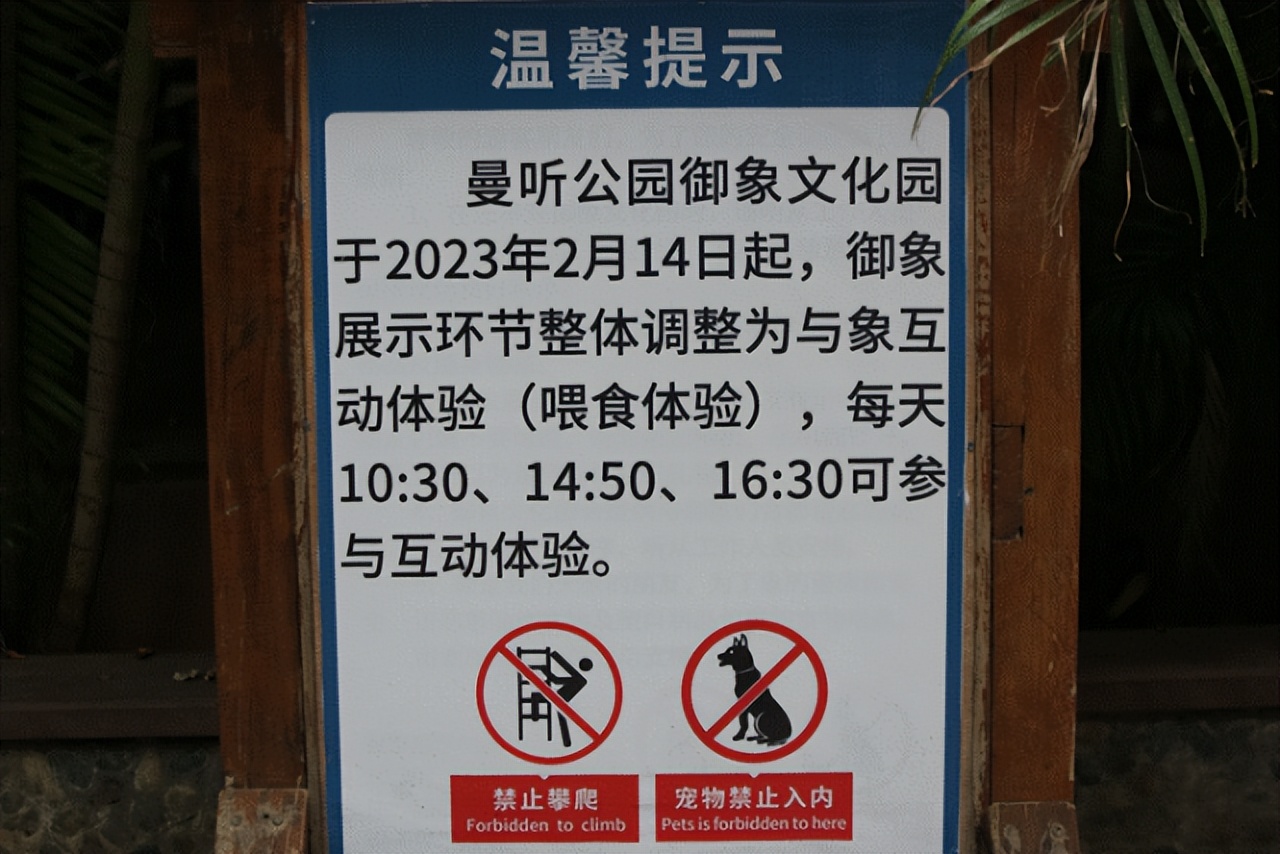 温馨提示
曼听公园御象文化园
于2023年2月14日起，御象
展示环节整体调整为与象互
动体验（喂食体验），每天
10:30、14:50、16:30可参
与互动体验。
禁止攀爬
Forbidden to climb
宠物禁止入内
Pets is forbidden to here